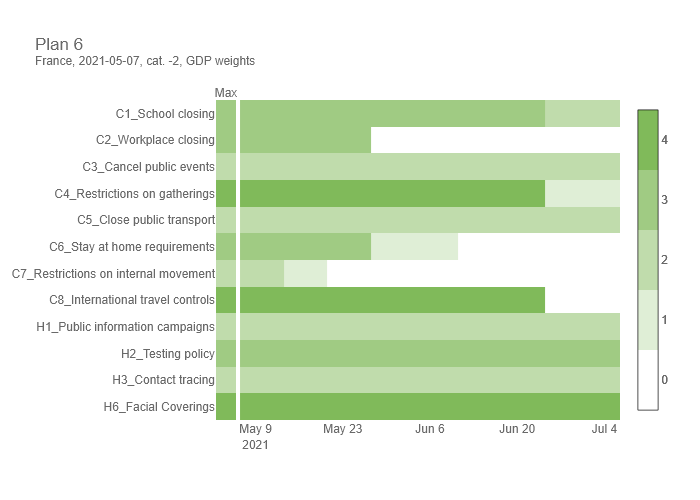 Plan 6
France, 2021-05-07, cat. -2, GDP weights
Max
C1_School closing
C2_Workplace closing
C3_Cancel public events
C4_Restrictions on gatherings
C5_Close public transport
C6_Stay at home requirements
C7_Restrictions on internal movement
C8_International travel controls
H1_Public information campaigns
H2_Testing policy
H3_Contact tracing
H6_Facial Coverings
May 9 May 23 Jun 6 Jun 20 Jul 4
2021
4
3
2
1
0